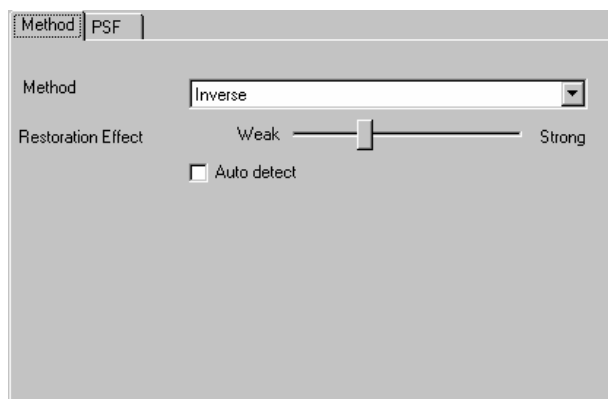 Method PSF
Method Inverse
Restoration Effect Weak Strong
Auto detect